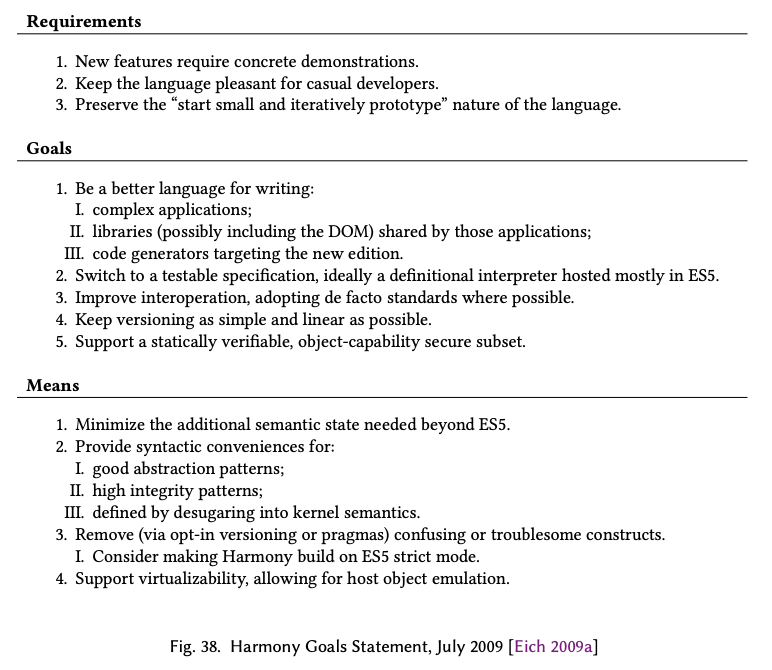 Requirements
1. New features require concrete demonstrations.
2. Keep the language pleasant for casual developers.
3. Preserve the “start small and iteratively prototype” nature of the language.
Goals
1. Be a better language for writing:
I. complex applications;
II. libraries (possibly including the DOM) shared by those applications;
III. code generators targeting the new edition.
2. Switch to a testable specification, ideally a definitional interpreter hosted mostly in ES5.
3. Improve interoperation, adopting de facto standards where possible.
4. Keep versioning as simple and linear as possible.
5. Support a statically verifiable, object-capability secure subset.
Means
1. Minimize the additional semantic state needed beyond ES5.
2. Provide syntactic conveniences for:
I. good abstraction patterns;
II. high integrity patterns;
III. defined by desugaring into kernel semantics.
3. Remove (via opt-in versioning or pragmas) confusing or troublesome constructs.
I. Consider making Harmony build on ES5 strict mode.
4. Support virtualizability, allowing for host object emulation.
Fig. 38. Harmony Goals Statement, July 2009 [Eich 2009a]